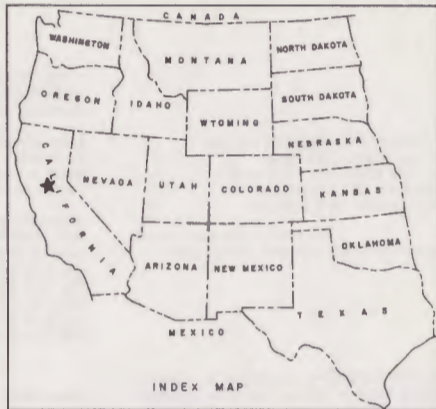 CANADA
WASHINGTON
NORTH DAKOTA
MONTANA
OREGON
IDAHO
SOUTH DAKOTA
WYOMING
NEBRASKA
CALIFORNIA
NEVADA
UTAH
COLORADO
KANSAS
OKLAHOMA
ARIZONA
NEW MEXICO
TEXAS
MEXICO
INDEX MAP